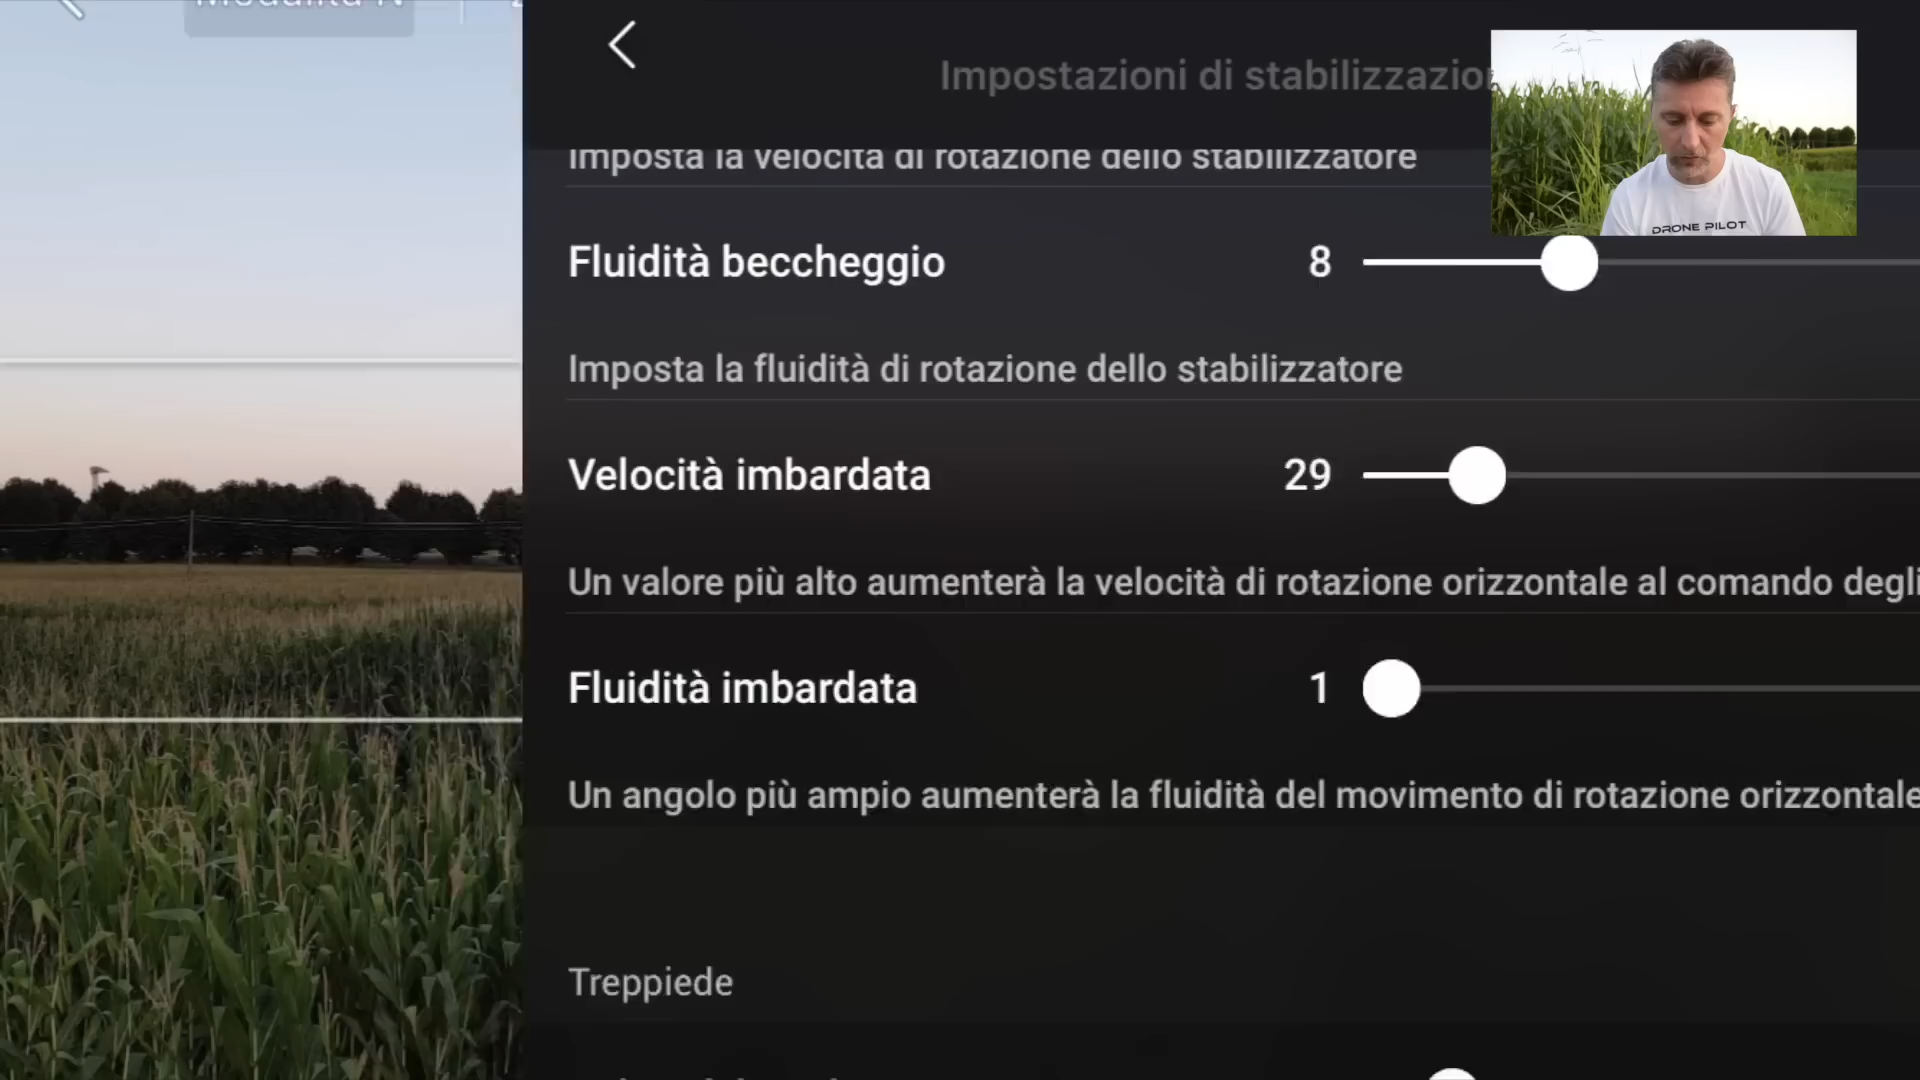 Modalità N
Impostazioni di stabilizzazio
Imposta la velocità di rotazione dello stabilizzatore
DRONE PILOT
Fluidità beccheggio 8
Imposta la fluidità di rotazione dello stabilizzatore
Velocità imbardata 29
Un valore più alto aumenterà la velocità di rotazione orizzontale al comando degli
Fluidità imbardata 1
Un angolo più ampio aumenterà la fluidità del movimento di rotazione orizzontale
Treppiede